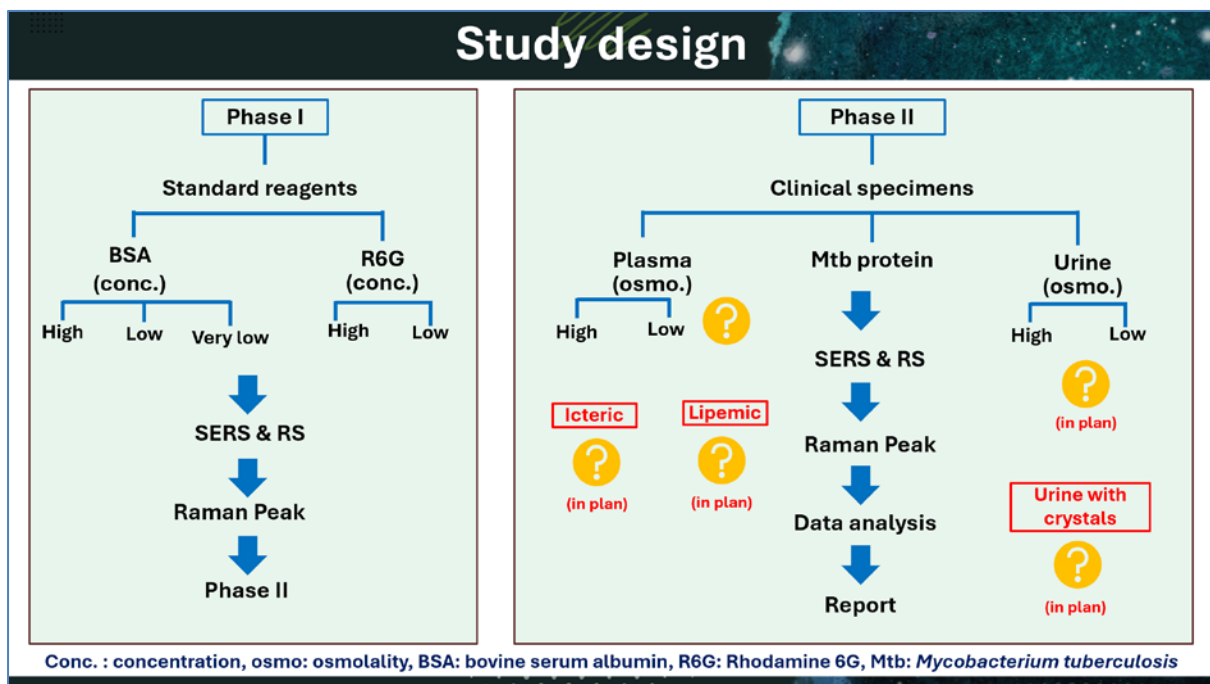 Study design
Phase I
Standard reagents
BSA
(conc.)
R6G
(conc.)
High
Low
Very low
High
Low
SERS & RS
Raman Peak
Phase II
Phase II
Clinical specimens
Plasma
(osmo.)
High
Low
?
Icteric
?
(in plan)
Lipemic
?
(in plan)
Mtb protein
SERS & RS
Raman Peak
Data analysis
Report
Urine
(osmo.)
High
Low
?
(in plan)
Urine with
crystals
?
(in plan)
Conc. : concentration, osmo: osmolality, BSA: bovine serum albumin, R6G: Rhodamine 6G, Mtb: Mycobacterium tuberculosis